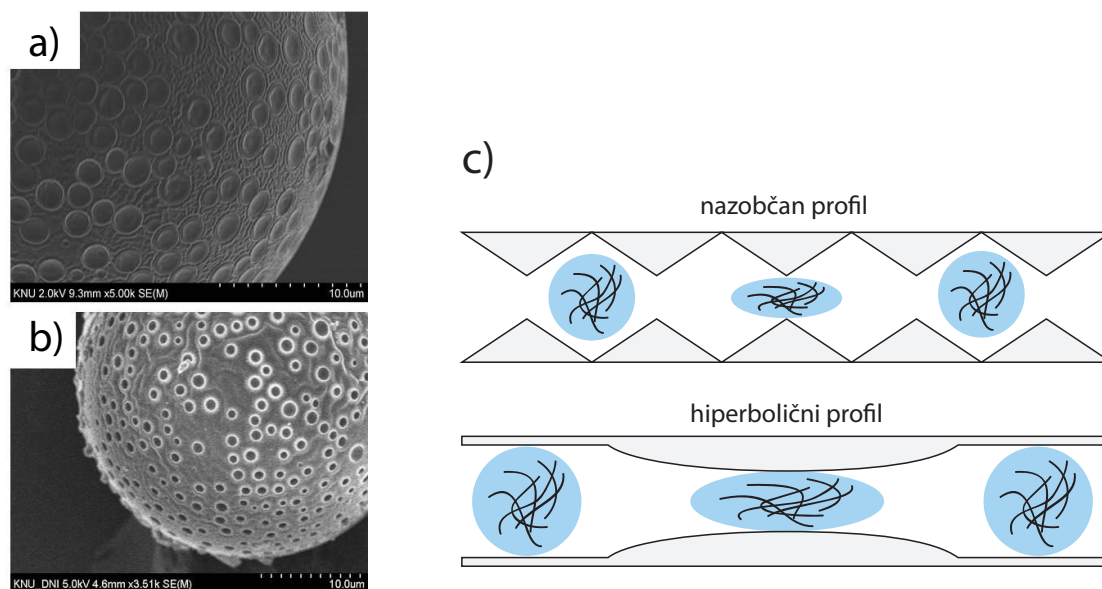 a)
KNU 2.0kV 9.3mm x5.00k SE(M)
10.0um
b)
KNU_DNI 5.0kV 4.6mm x3.51k SE(M)
10.0um
c)
nazobčan profil
hiperbolični profil